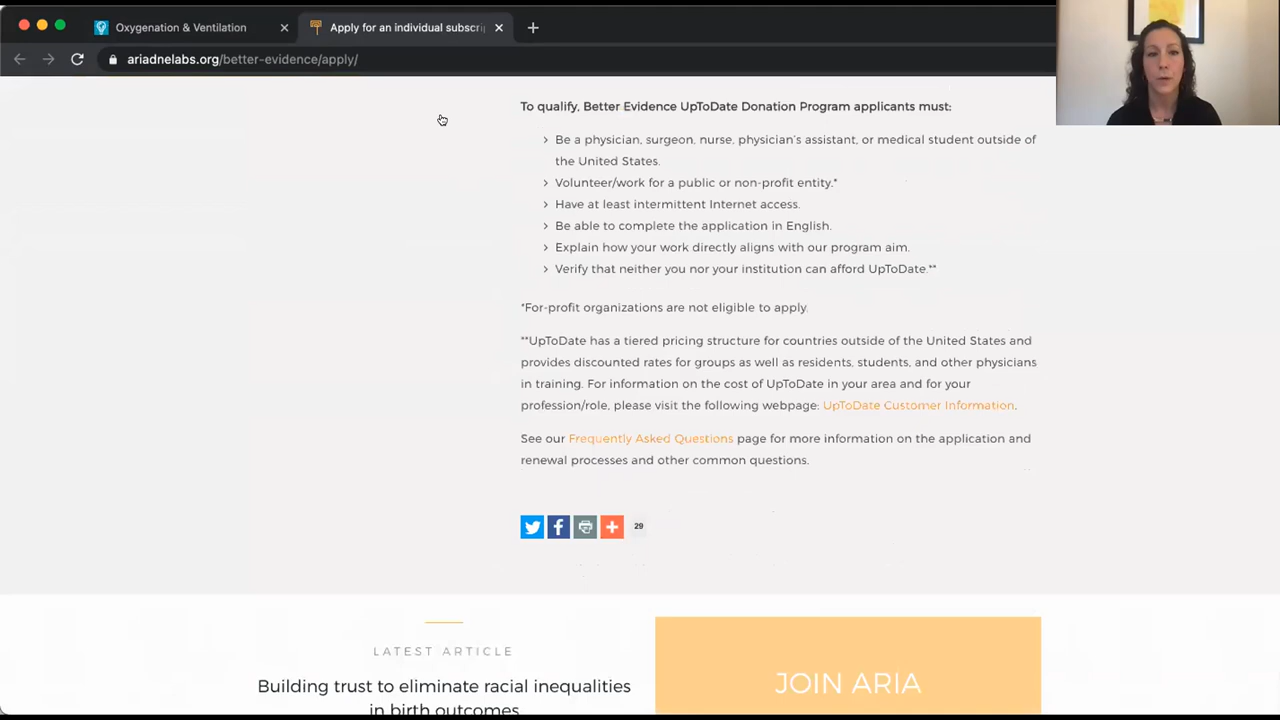 Oxygenation & Ventilation
Apply for an individual subscri
ariadnelabs.org/better-evidence/apply/
To qualify, Better Evidence UpToDate Donation Program applicants must:
Be a physician, surgeon, nurse, physician's assistant, or medical student outside of
the United States.
Volunteer/work for a public or non-profit entity.*
Have at least intermittent Internet access.
Be able to complete the application in English.
Explain how your work directly aligns with our program aim.
Verify that neither you nor your institution can afford UpToDate.**
*For-profit organizations are not eligible to apply.
**UpToDate has a tiered pricing structure for countries outside of the United States and
provides discounted rates for groups as well as residents, students, and other physicians
in training. For information on the cost of UpToDate in your area and for your
profession/role, please visit the following webpage: UpToDate Customer Information.
See our Frequently Asked Questions page for more information on the application and
renewal processes and other common questions.
29
LATEST ARTICLE
Building trust to eliminate racial inequalities
in birth outcomes
JOIN ARIA